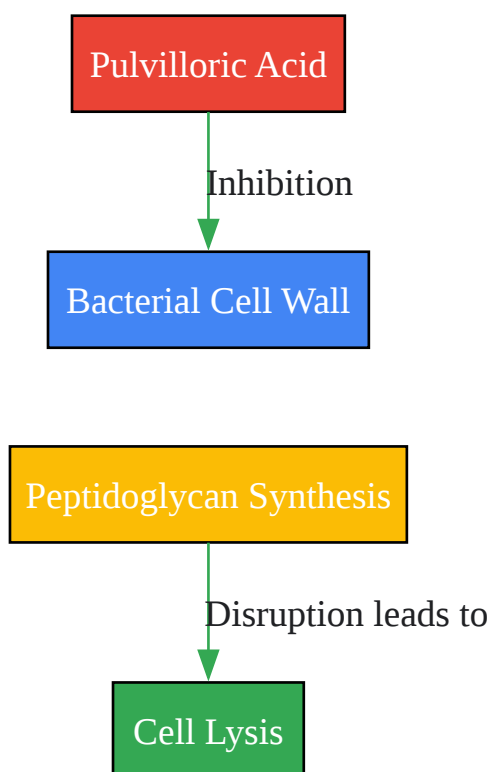 Pulvilloric Acid
Inhibition
Bacterial Cell Wall
Peptidoglycan Synthesis
Disruption leads to
Cell Lysis